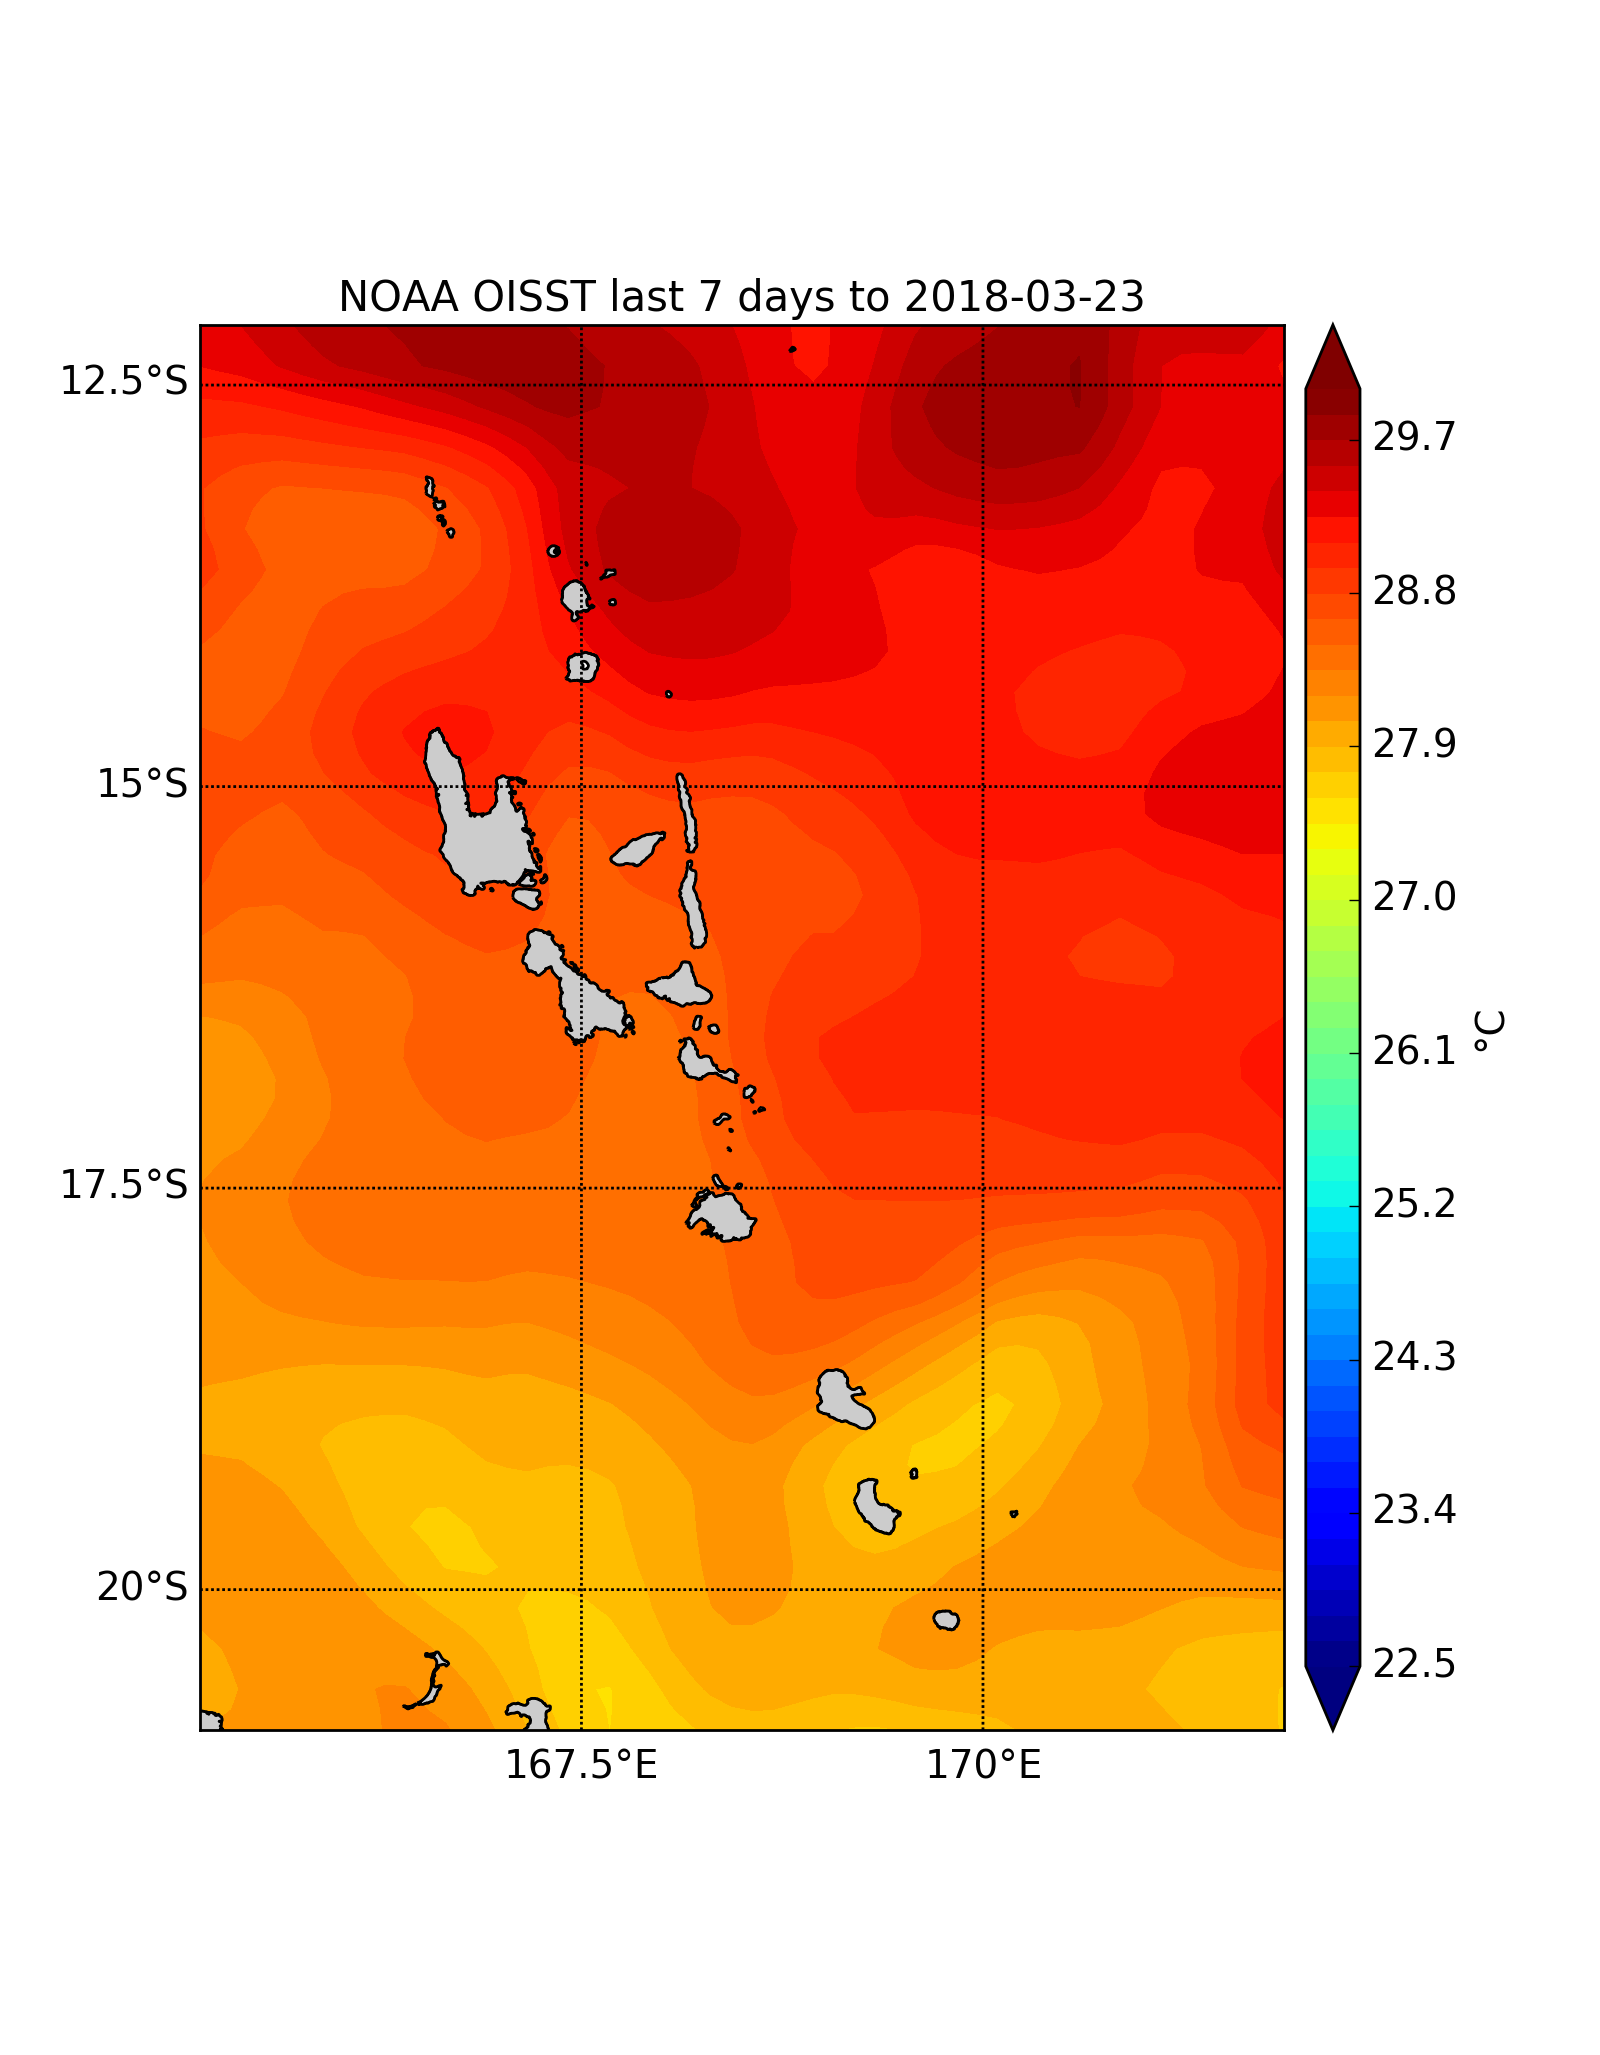 NOAA OISST last 7 days to 2018-03-23
12.5°S
15°S
17.5°S
20°S
167.5°E
170°E
29.7
28.8
27.9
27.0
26.1
25.2
24.3
23.4
22.5
°C